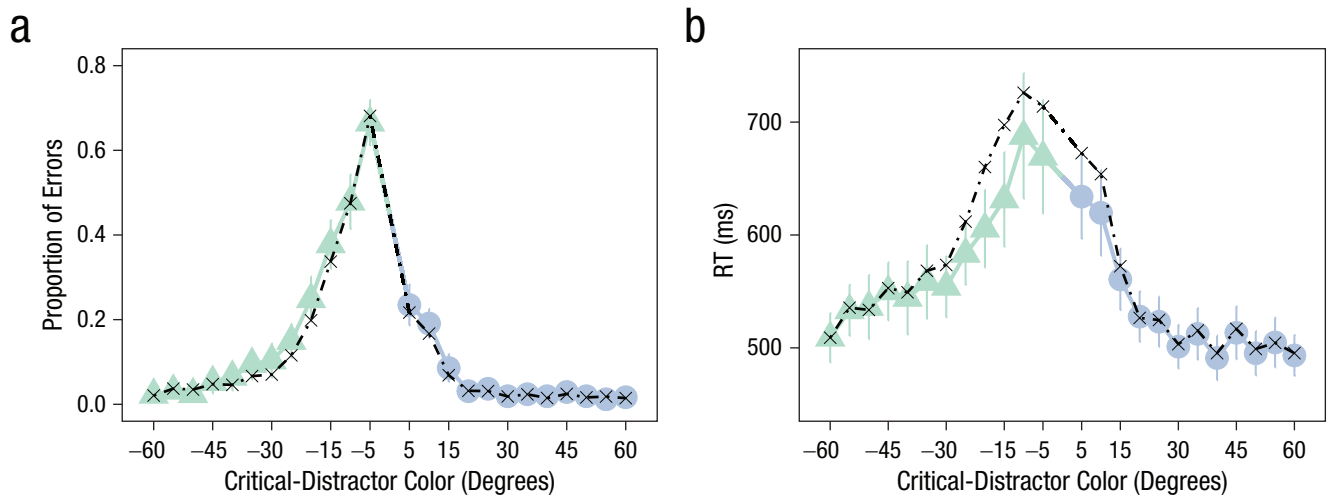 a
0.8
0.6
0.4
0.2
0.0
Proportion of Errors
−60 −45 −30 −15 −5 5 15 30 45 60
Critical-Distractor Color (Degrees)
b
700
600
500
RT (ms)
−60 −45 −30 −15 −5 5 15 30 45 60
Critical-Distractor Color (Degrees)